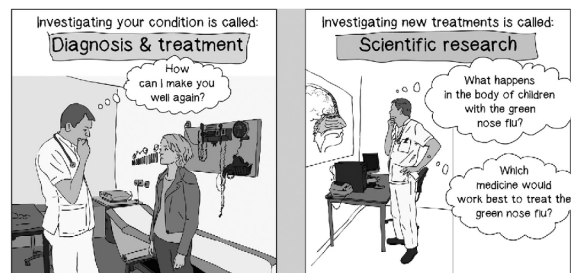 Investigating your condition is called:
Diagnosis & treatment
How
can I make you
well again?
Investigating new treatments is called:
Scientific research
What happens
in the body of children
with the green
nose flu?
Which
medicine would
work best to treat the
green nose flu?